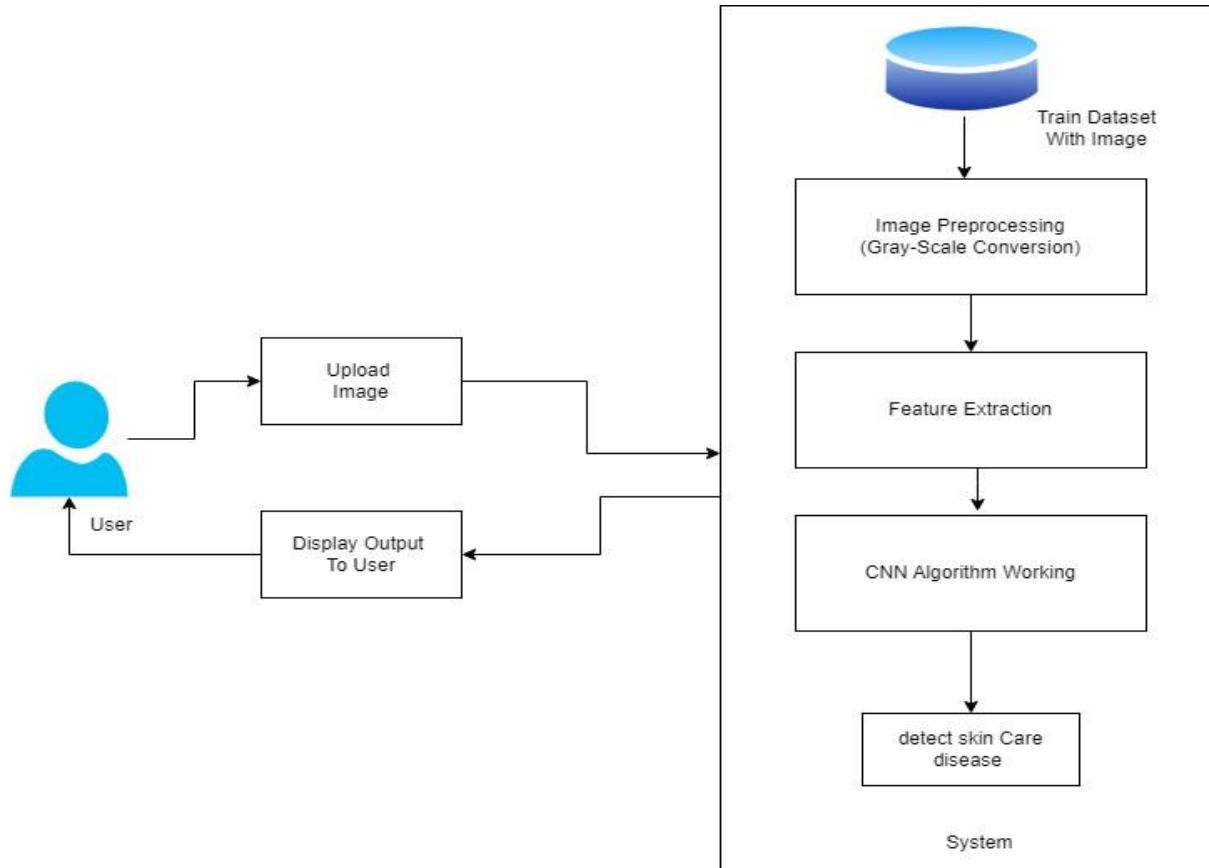 Train Dataset
With Image
Image Preprocessing
(Gray-Scale Conversion)
Upload
Image
Feature Extraction
User
Display Output
To User
CNN Algorithm Working
detect skin Care
disease
System